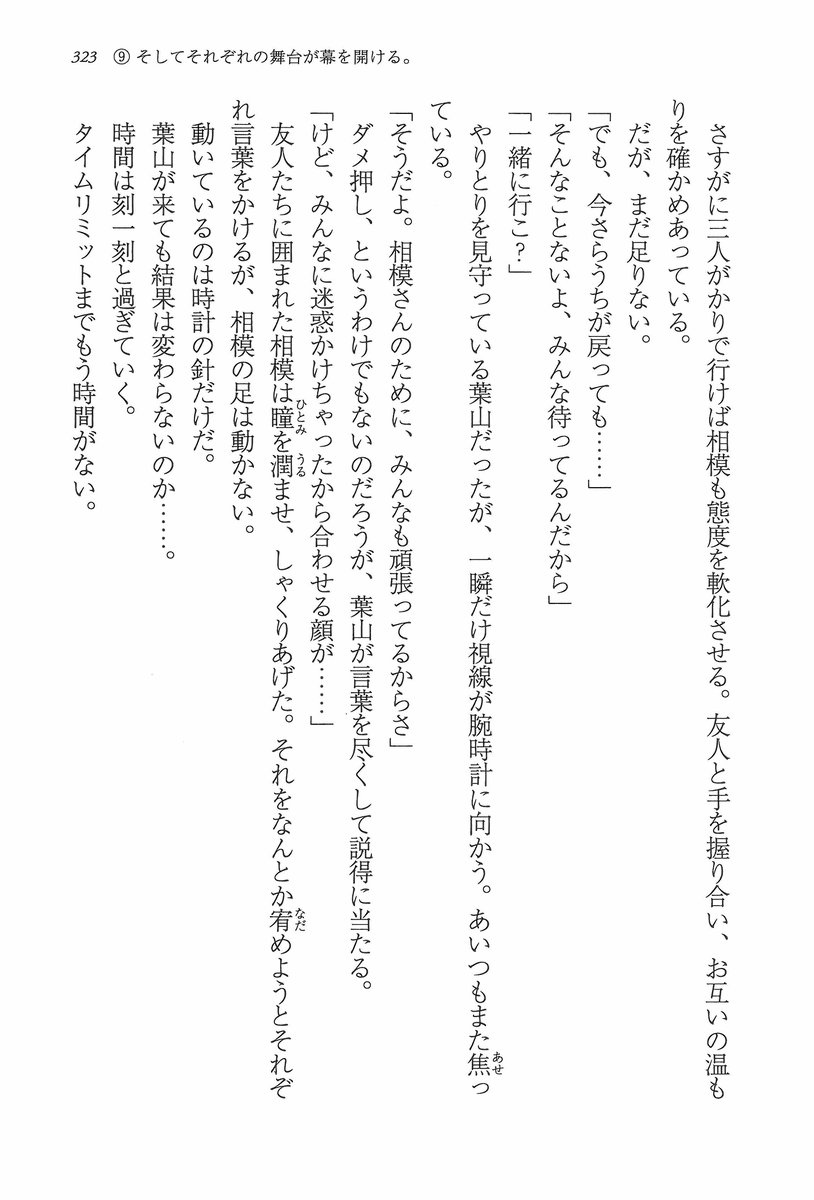 323 ⑨ そしてそれぞれの舞台が幕を開ける。
さすがに三人がかりで行けば相模も態度を軟化させる。友人と手を握り合い、お互いの温も
りを確かめあっている。
だが、まだ足りない。
「でも、今さらうちが戻っても……」
「そんなことないよ、みんな待ってるんだから」
「一緒に行こ?」
やりとりを見守っている葉山だったが、一瞬だけ視線が腕時計に向かう。あいつもまた焦っ
ている。
「そうだよ。相模さんのために、みんなも頑張ってるからさ」
ダメ押し、というわけでもないのだろうが、葉山が言葉を尽くして説得に当たる。
「けど、みんなに迷惑かけちゃったから合わせる顔が……」
友人たちに囲まれた相模は瞳を潤ませ、しゃくりあげた。それをなんとか宥めようとそれぞ
れ言葉をかけるが、相模の足は動かない。
動いているのは時計の針だけだ。
葉山が来ても結果は変わらないのか……。
時間は刻一刻と過ぎていく。
タイムリミットまでもう時間がない。